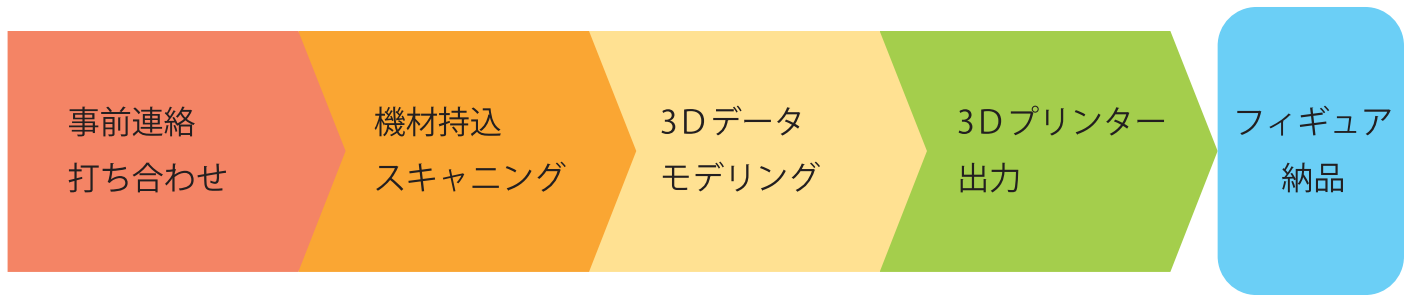 事前連絡
打ち合わせ
機材持込
スキャニング
3Dデータ
モデリング
3Dプリンター
出力
フィギュア
納品